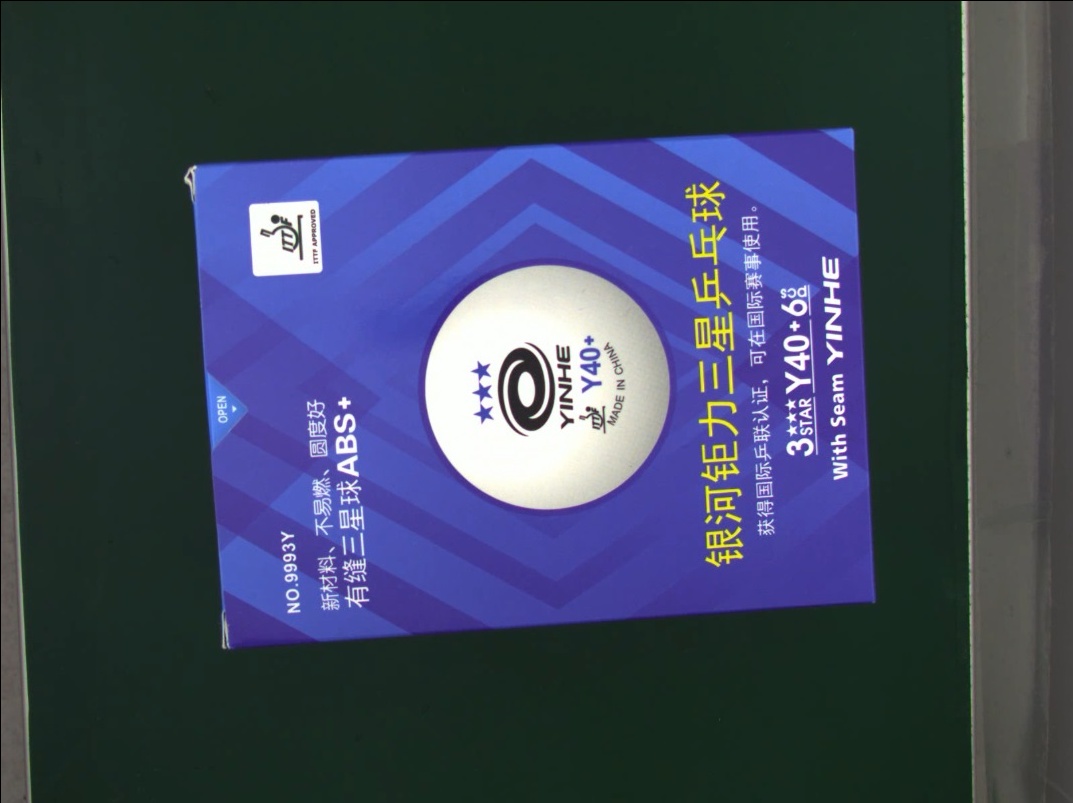 ITTF
ITTF APPROVED
OPEN
NO.9993Y
新材料、不易燃、圆度好
有缝三星球ABS+
★★★
YINHE
ITTF Y40+
MADE IN CHINA
银河钜力三星乒乓球
获得国际乒联认证，可在国际赛事使用。
3 ★★★ STAR Y40+ 6
With Seam YINHE